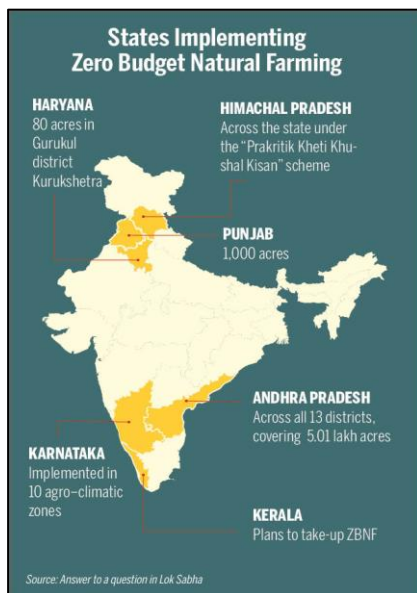 States Implementing
Zero Budget Natural Farming
HARYANA
80 acres in
Gurukul
district
Kurukshetra
HIMACHAL PRADESH
Across the state under
the "Prakritik Kheti Khu-
shal Kisan" scheme
PUNJAB
1,000 acres
ANDHRA PRADESH
Across all 13 districts,
covering 5.01 lakh acres
KARNATAKA
Implemented in
10 agro-climatic
zones
KERALA
Plans to take-up ZBNF
Source: Answer to a question in Lok Sabha